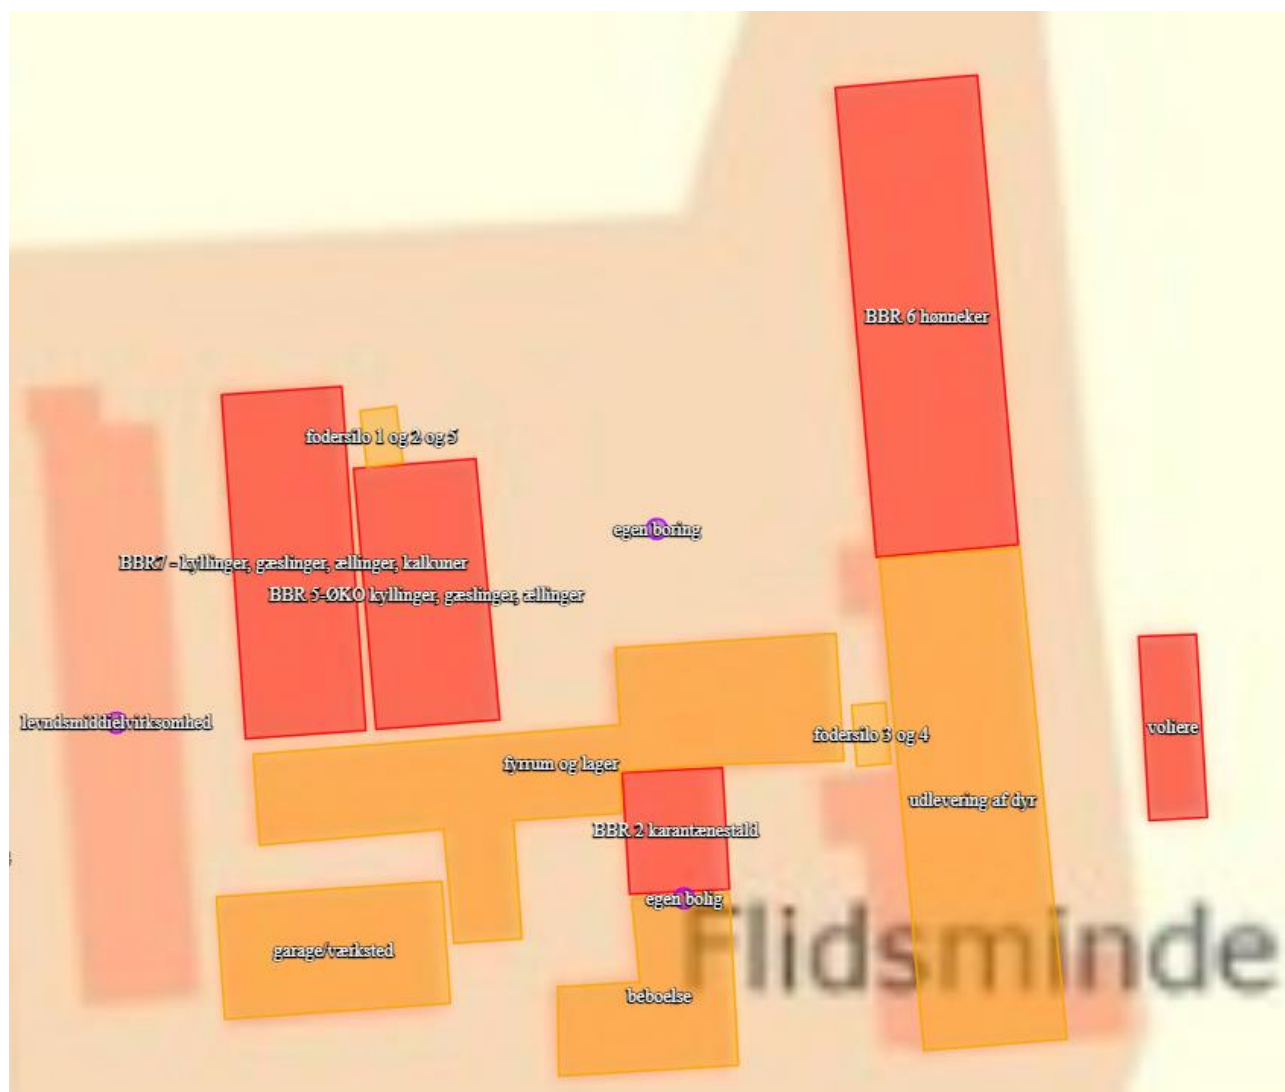 BBR 6 hønneker
fodersilo 1 og 2 og 5
egen boring
BBR7 - kyllinger, gæslinger, ællinger, kalkuner
BBR 5-ØKO kyllinger, gæslinger, ællinger
levndsmiddielvirksomhed
voliere
fodersilo 3 og 4
fyrrum og lager
udlevering af dyr
BBR 2 karantænestald
egen bolig
Flidsminde
garage/værksted
beboelse